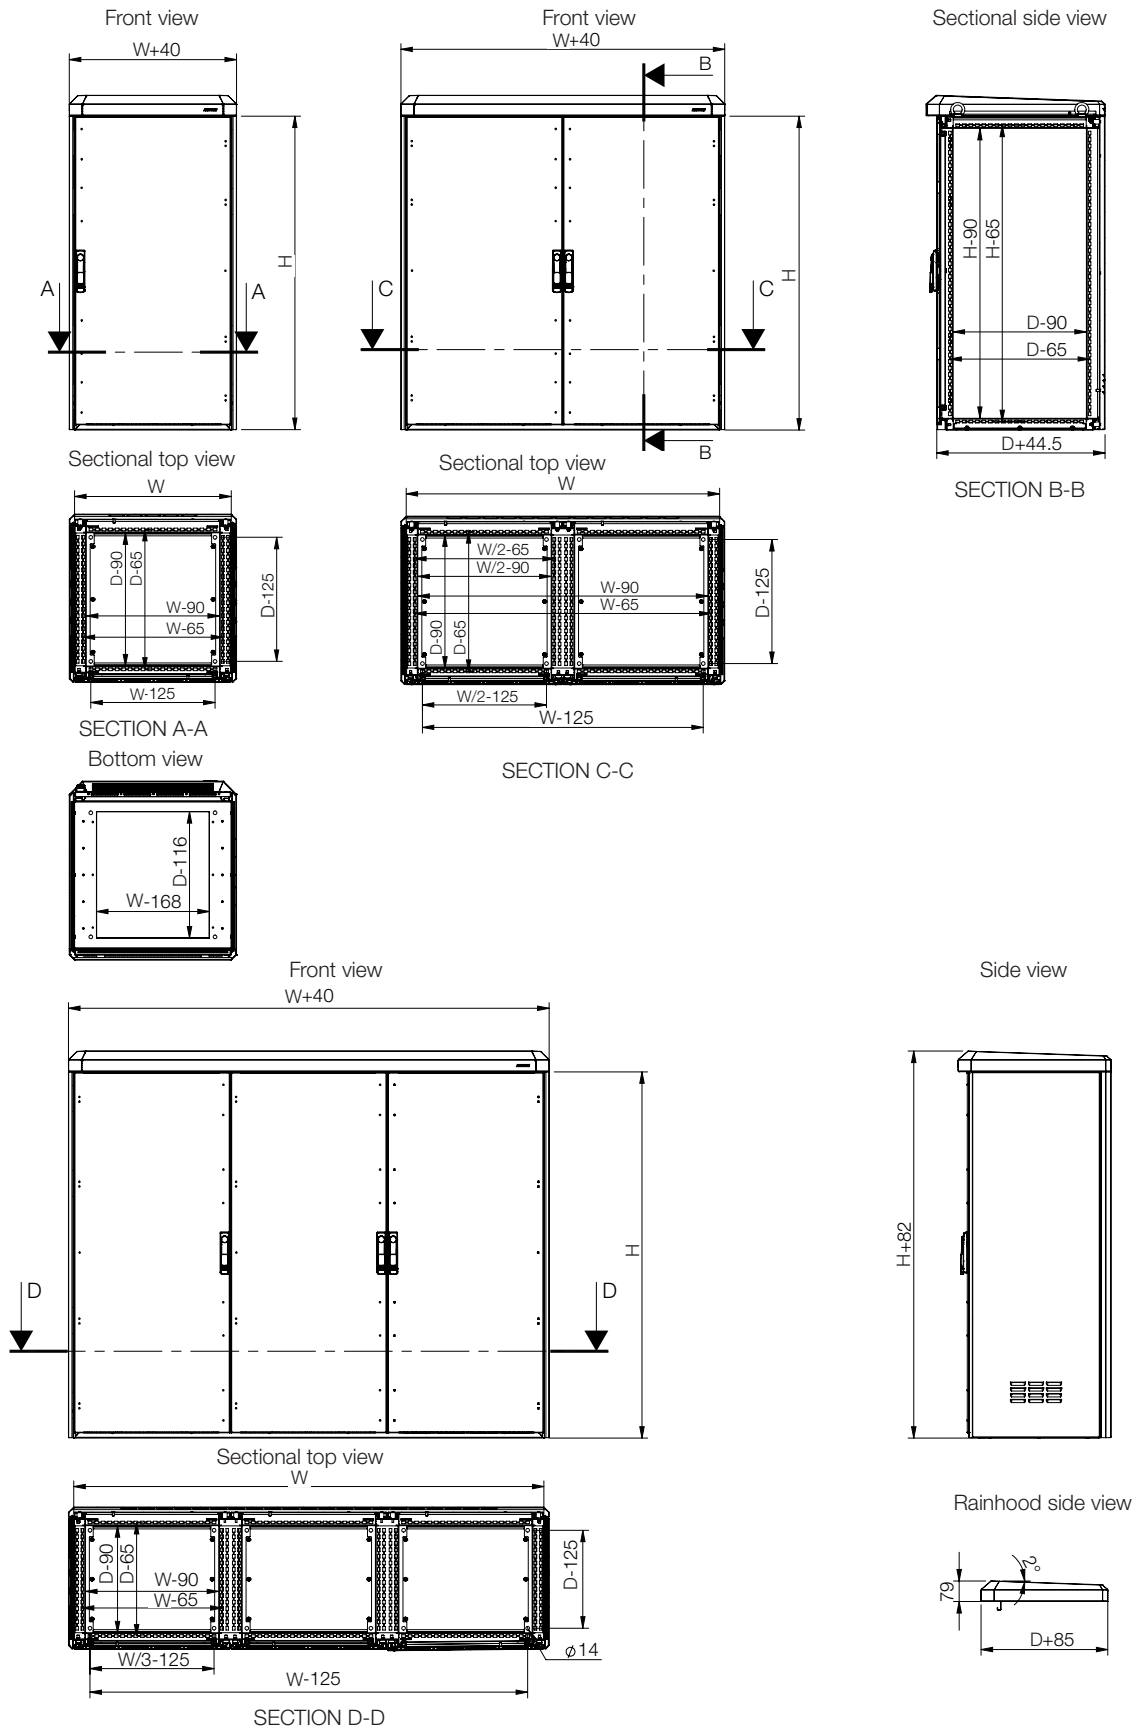 Front view
W+40
H
A
A
Front view
W+40
B
H
C
C
B
Sectional side view
H-90
H-65
D-90
D-65
D+44.5
SECTION B-B
Sectional top view
W
D-90
D-65
W-90
W-65
D-125
W-125
SECTION A-A
Sectional top view
W
W/2-65
W/2-90
W-90
W-65
D-90
D-65
D-125
W/2-125
W-125
SECTION C-C
Bottom view
D-116
W-168
Front view
W+40
H
D
D
Side view
H+82
Sectional top view
W
D-90
D-65
W-90
W-65
D-125
W/3-125
ϕ14
W-125
SECTION D-D
Rainhood side view
2°
79
D+85